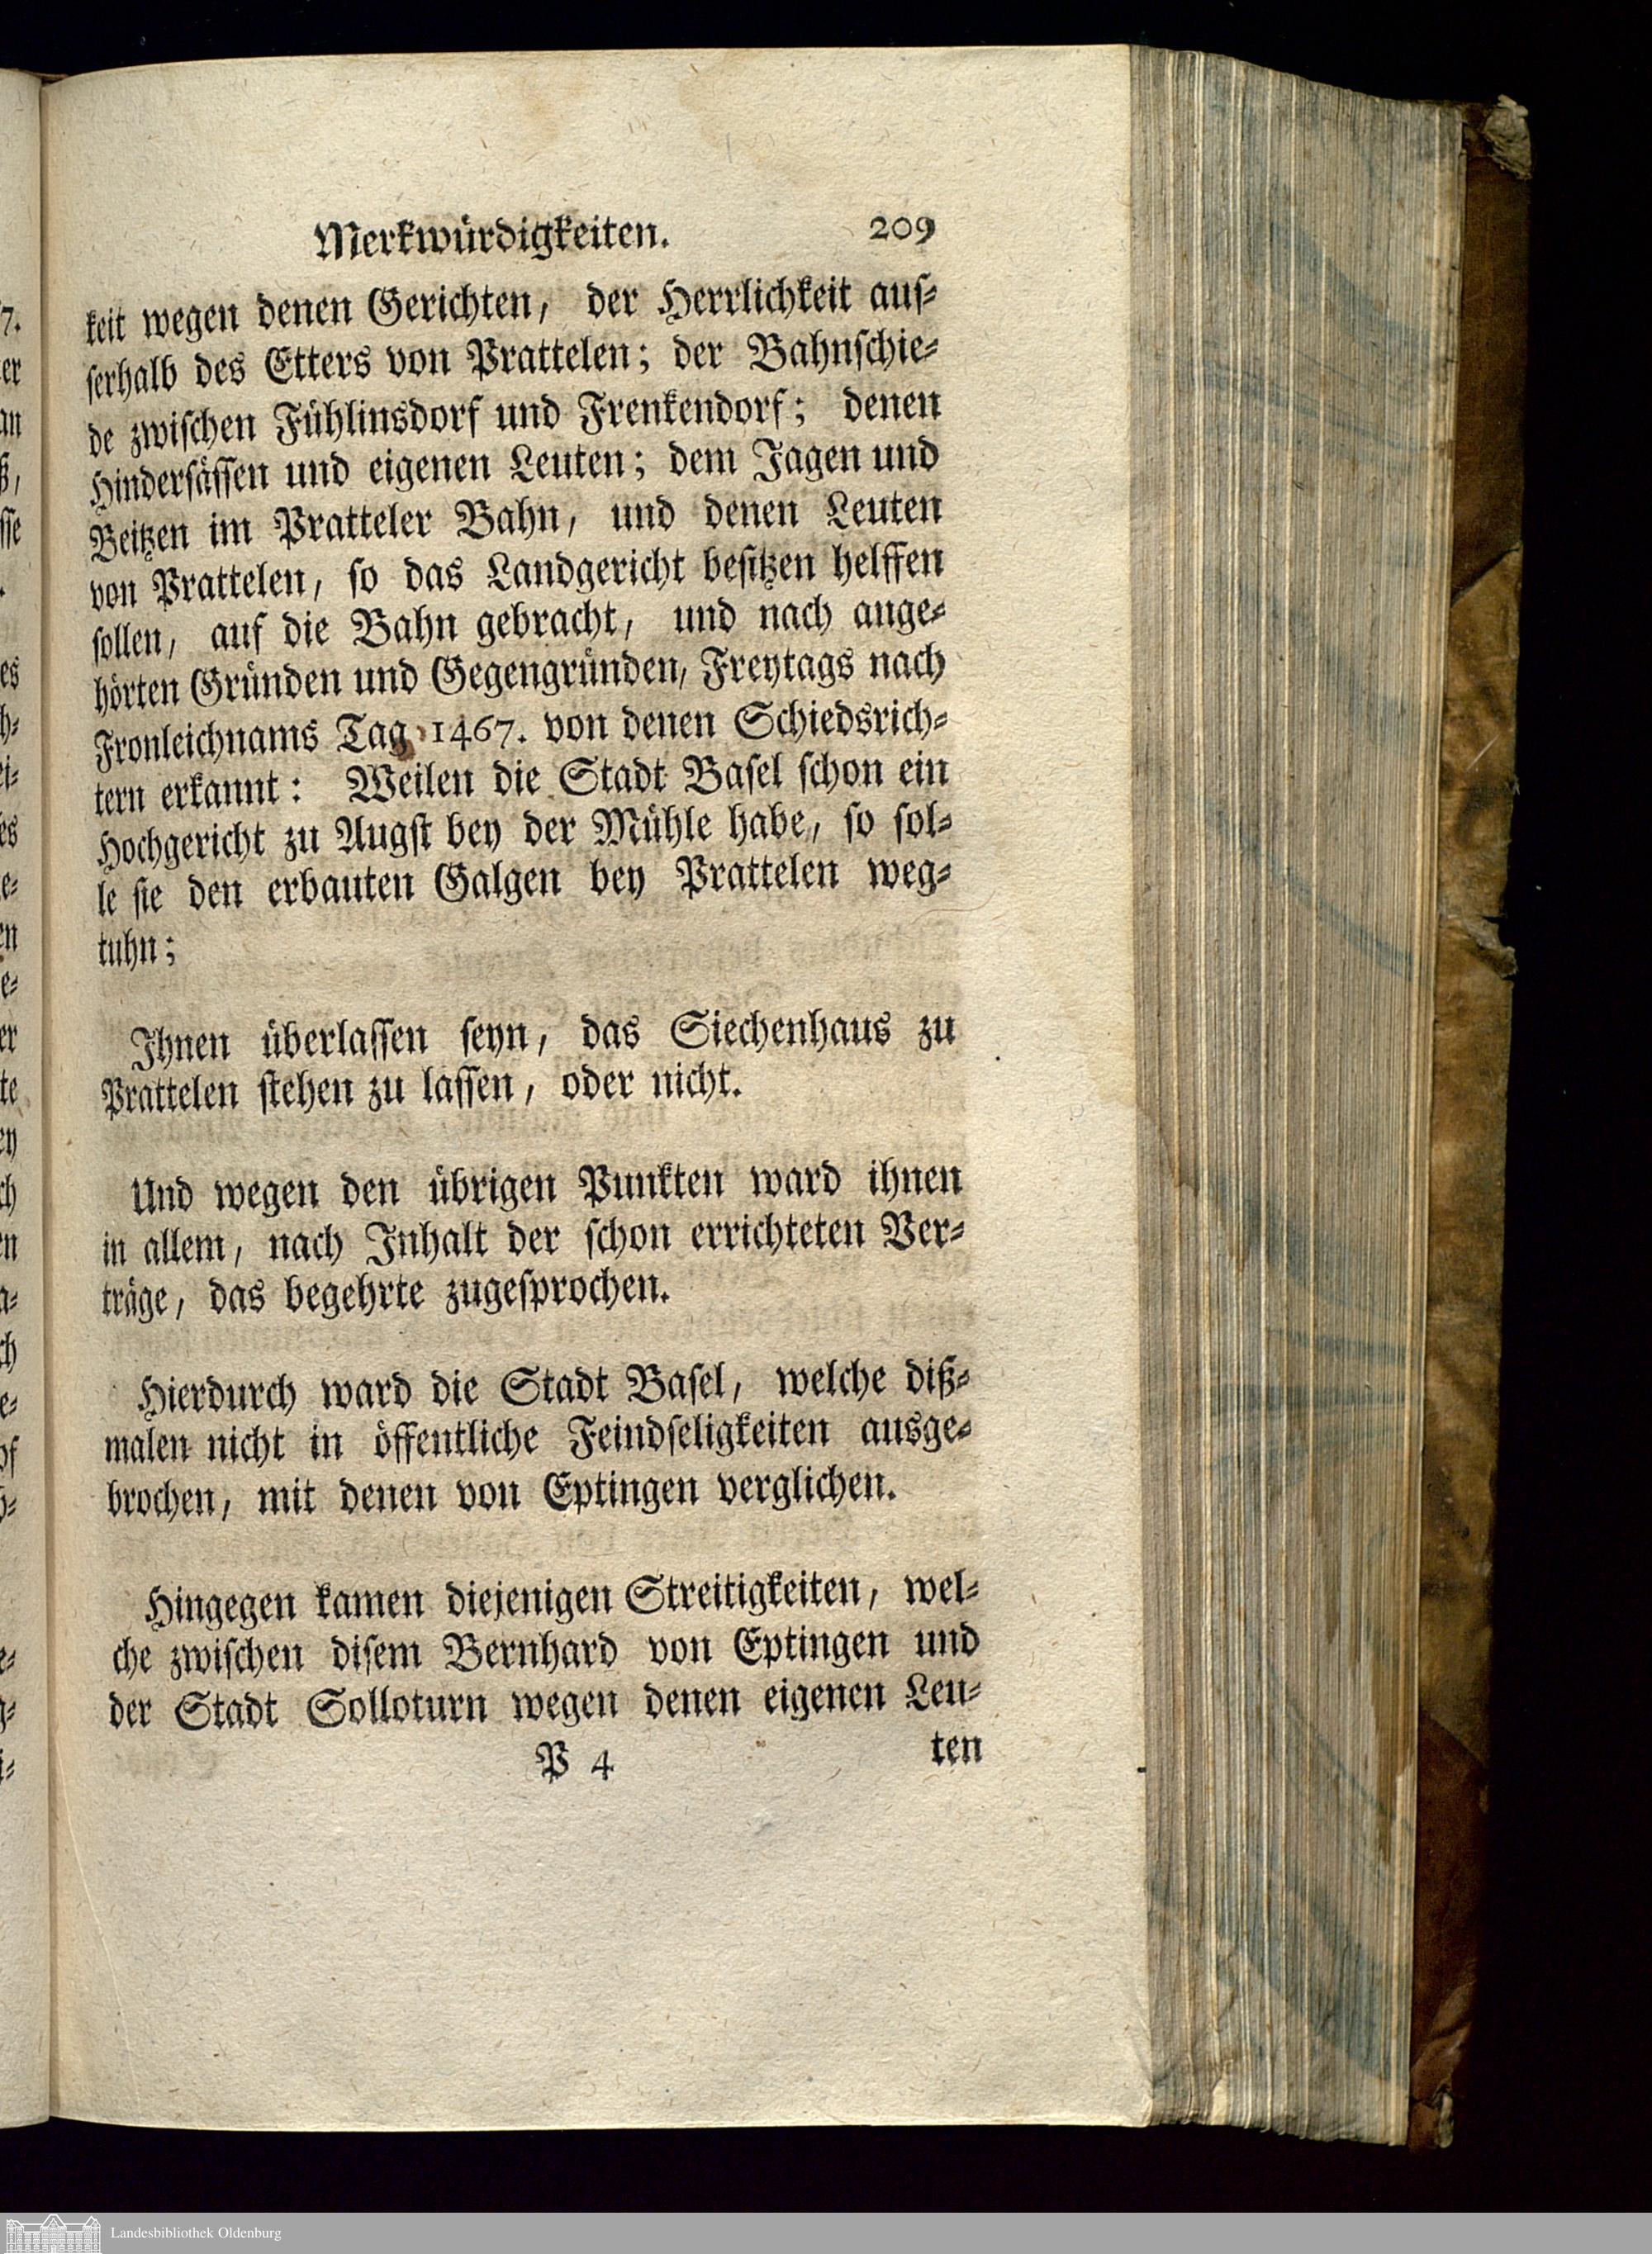 Merkwürdigkeiten. 209
keit wegen denen Gerichten, der Herrlichkeit aus-
serhalb des Etters von Prattelen; der Bahnschie-
de zwischen Fühlinsdorf und Frenkendorf; denen
Hindersässen und eigenen Leuten; dem Jagen und
Beitzen im Pratteler Bahn, und denen Leuten
von Prattelen, so das Landgericht besitzen helffen
sollen, auf die Bahn gebracht, und nach ange-
hörten Gründen und Gegengründen, Freytags nach
Fronleichnams Tag 1467. von denen Schiedsrich-
tern erkannt: Weilen die Stadt Basel schon ein
Hochgericht zu Augst bey der Mühle habe, so sol-
le sie den erbauten Galgen bey Prattelen weg-
tuhn;
Ihnen überlassen seyn, das Siechenhaus zu
Prattelen stehen zu lassen, oder nicht.
Und wegen den übrigen Punkten ward ihnen
in allem, nach Inhalt der schon errichteten Ver-
träge, das begehrte zugesprochen.
Hierdurch ward die Stadt Basel, welche diß-
malen nicht in öffentliche Feindseligkeiten ausge-
brochen, mit denen von Eptingen verglichen.
Hingegen kamen diejenigen Streitigkeiten, wel-
che zwischen disem Bernhard von Eptingen und
der Stadt Solloturn wegen denen eigenen Leu-
P 4 ten
Landesbibliothek Oldenburg